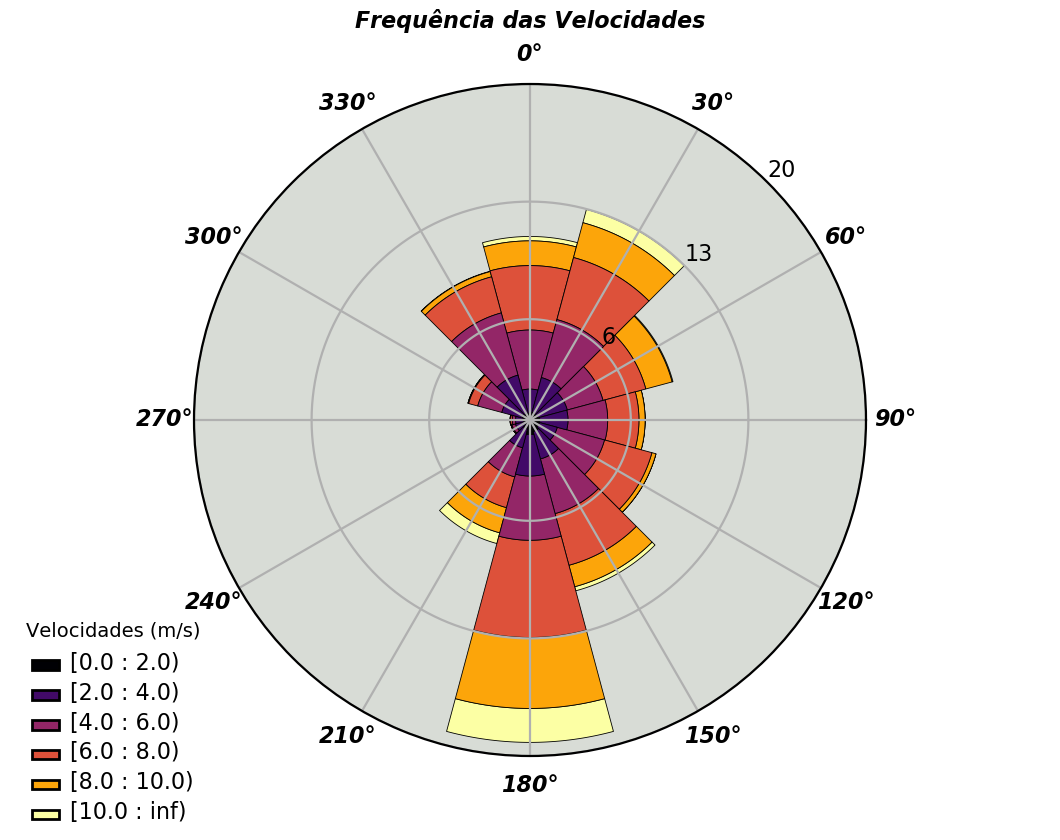 Frequência das Velocidades
0°
330°
30°
20
300°
60°
13
6
270°
90°
240°
120°
210°
150°
180°
Velocidades (m/s)
[0.0 : 2.0)
[2.0 : 4.0)
[4.0 : 6.0)
[6.0 : 8.0)
[8.0 : 10.0)
[10.0 : inf)